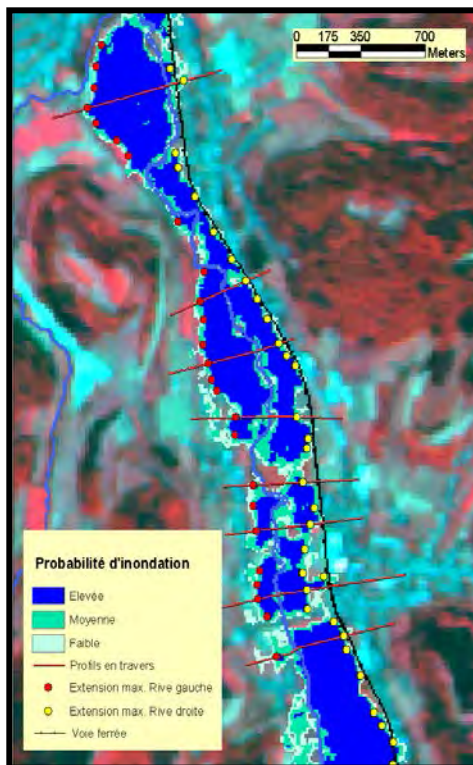 0 175 350 700
Meters
Probabilité d'inondation
Elevée
Moyenne
Faible
Profils en travers
Extension max. Rive gauche
Extension max. Rive droite
Voie ferrée